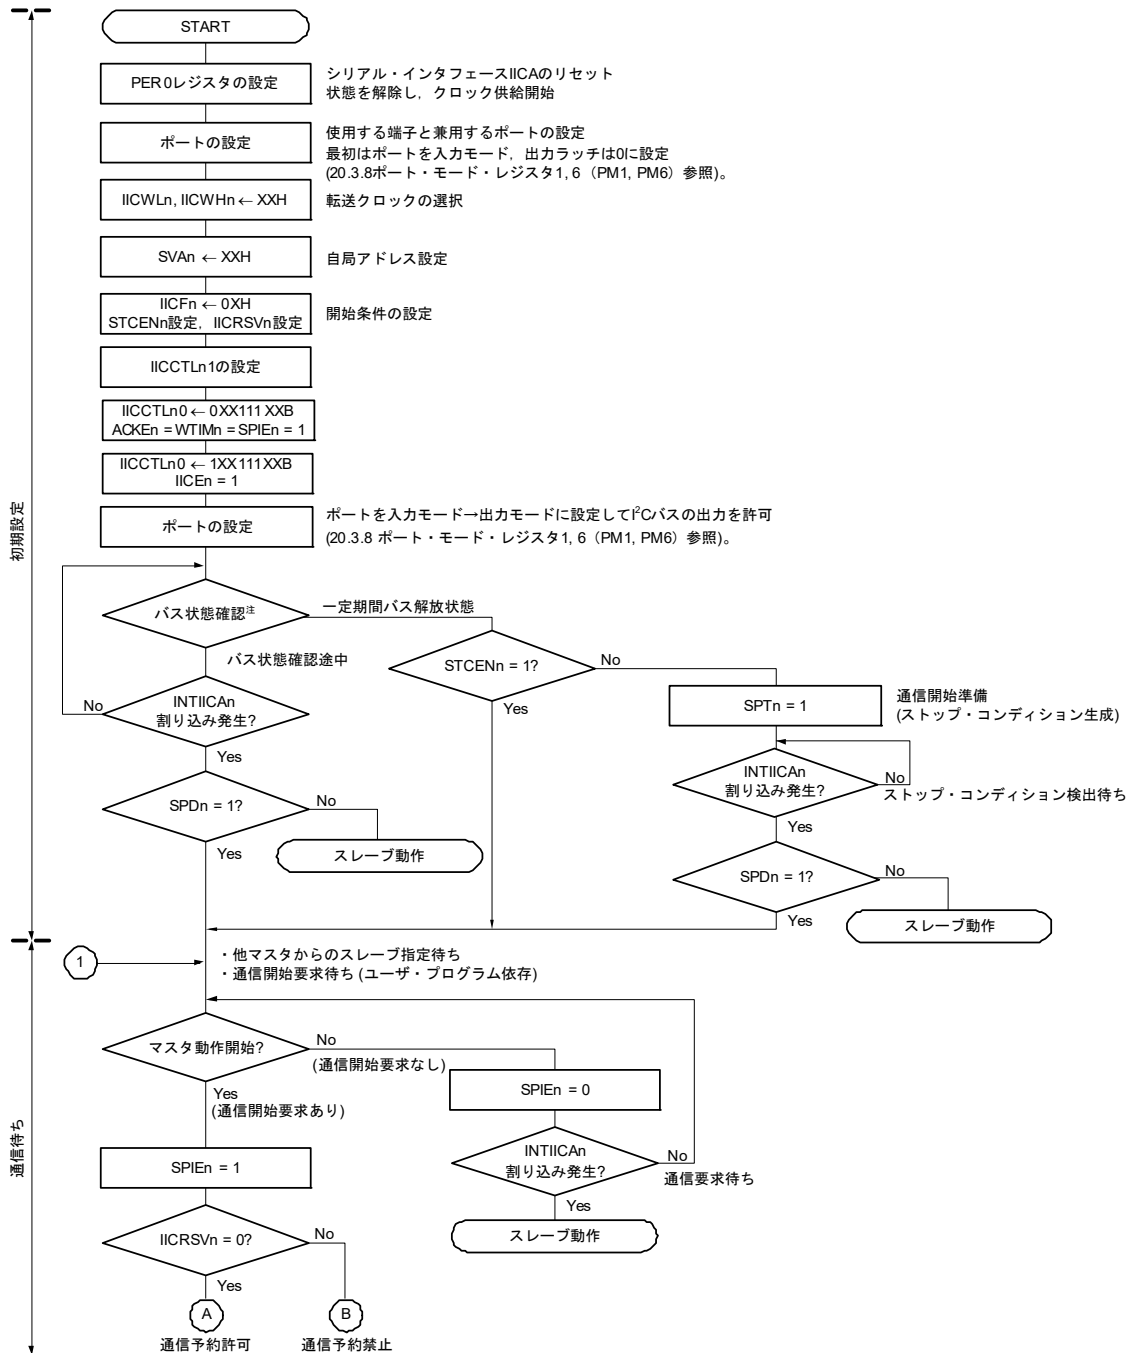 START
PER0レジスタの設定
シリアル・インタフェースIICAのリセット
状態を解除し，クロック供給開始
ポートの設定
使用する端子と兼用するポートの設定
最初はポートを入力モード，出力ラッチは0に設定
(20.3.8ポート・モード・レジスタ1, 6（PM1, PM6）参照)。
IICWLn, IICWHn ← XXH
転送クロックの選択
SVAn ← XXH
自局アドレス設定
IICFn ← 0XH
STCENn設定，IICRSVn設定
開始条件の設定
IICCTLn1の設定
IICCTLn0 ← 0XX111XXB
ACKEn = WTIMn = SPIEn = 1
IICCTLn0 ← 1XX111XXB
IICEn = 1
ポートの設定
ポートを入力モード→出力モードに設定してI²Cバスの出力を許可
(20.3.8 ポート・モード・レジスタ1, 6（PM1, PM6）参照)。
初期設定
バス状態確認注
一定期間バス解放状態
バス状態確認途中
STCENn = 1?
No
Yes
SPTn = 1
通信開始準備
(ストップ・コンディション生成)
No
INTIICAn
割り込み発生?
Yes
INTIICAn
割り込み発生?
No
ストップ・コンディション検出待ち
Yes
SPDn = 1?
No
Yes
スレーブ動作
SPDn = 1?
No
Yes
スレーブ動作
1
・他マスタからのスレーブ指定待ち
・通信開始要求待ち (ユーザ・プログラム依存)
マスタ動作開始?
No
(通信開始要求なし)
Yes
(通信開始要求あり)
SPIEn = 0
INTIICAn
割り込み発生?
No
通信要求待ち
Yes
スレーブ動作
通信待ち
SPIEn = 1
IICRSVn = 0?
No
Yes
A
B
通信予約許可
通信予約禁止